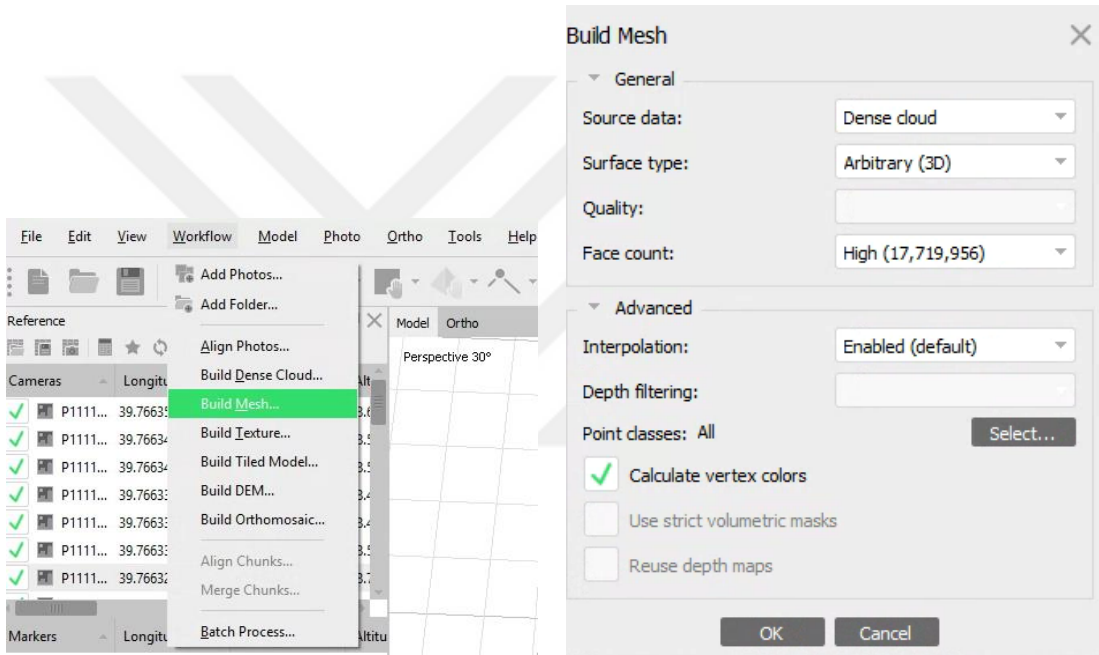 File Edit View Workflow Model Photo Ortho Tools Help
Add Photos...
Add Folder...
Reference
Align Photos...
Model Ortho
Build Dense Cloud...
Perspective 30°
Cameras Longitu Alt
Build Mesh...
P1111... 39.76635
Build Texture...
P1111... 39.76634
Build Tiled Model...
P1111... 39.76634
Build DEM...
P1111... 39.76633
Build Orthomosaic...
P1111... 39.76633
P1111... 39.76633
Align Chunks...
P1111... 39.76632
Merge Chunks...
Batch Process...
Markers Longitu Altitu
Build Mesh
General
Source data: Dense cloud
Surface type: Arbitrary (3D)
Quality:
Face count: High (17,719,956)
Advanced
Interpolation: Enabled (default)
Depth filtering:
Point classes: All Select...
Calculate vertex colors
Use strict volumetric masks
Reuse depth maps
OK Cancel